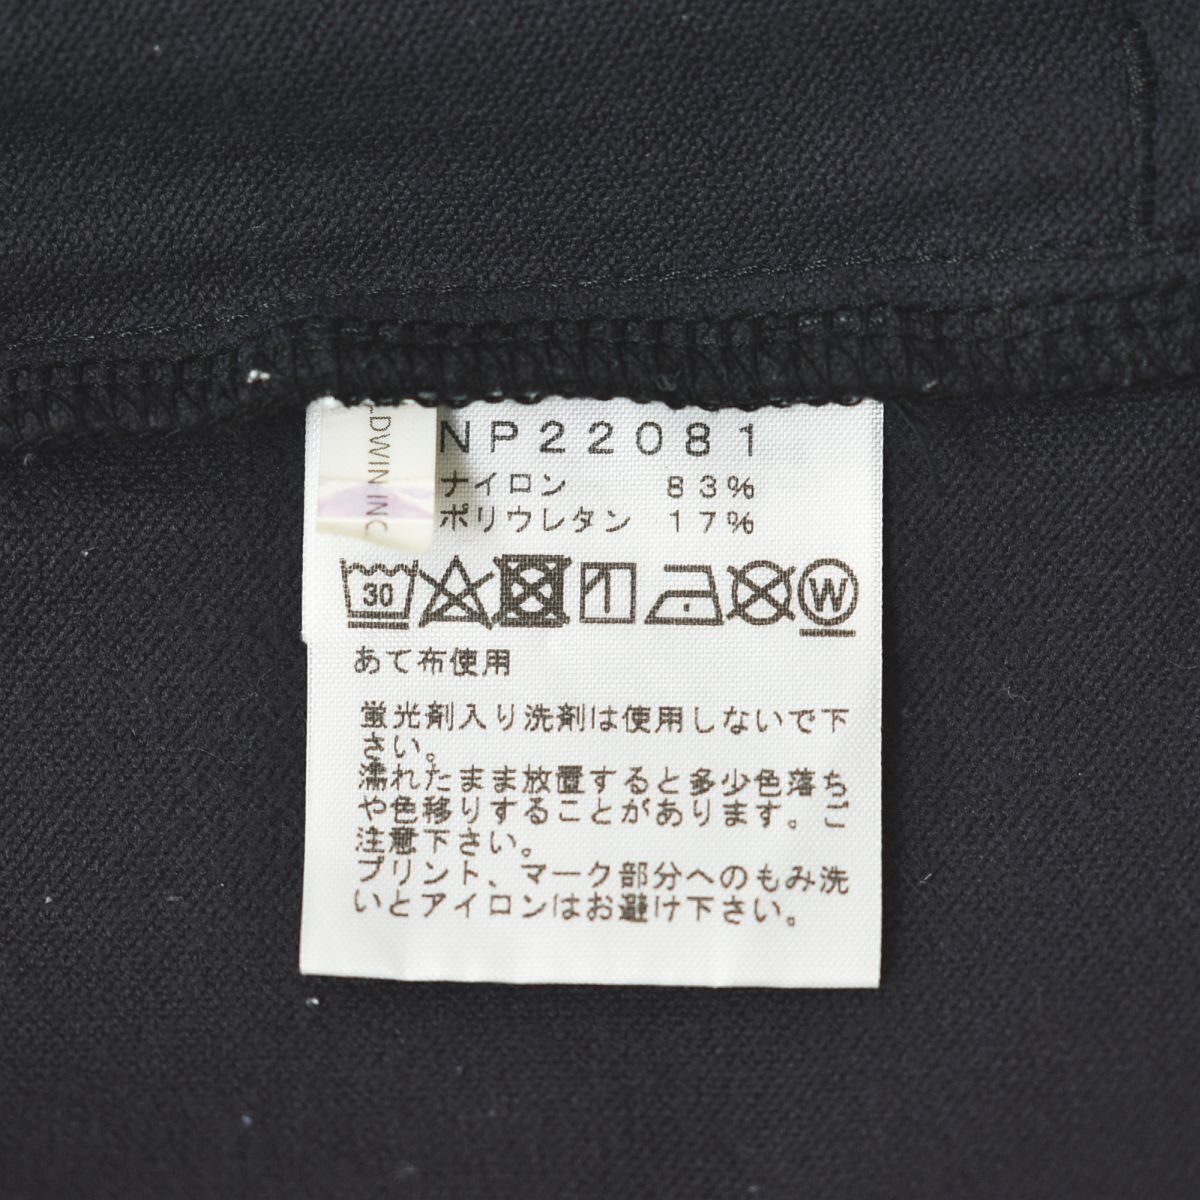 NP22081
LDWIN INC
ナイロン 83%
ポリウレタン 17%
30
W
あて布使用
蛍光剤入り洗剤は使用しないで下
さい。
濡れたまま放置すると多少色落ち
や色移りすることがあります。ご
注意下さい。
プリント、マーク部分へのもみ洗
いとアイロンはお避け下さい。